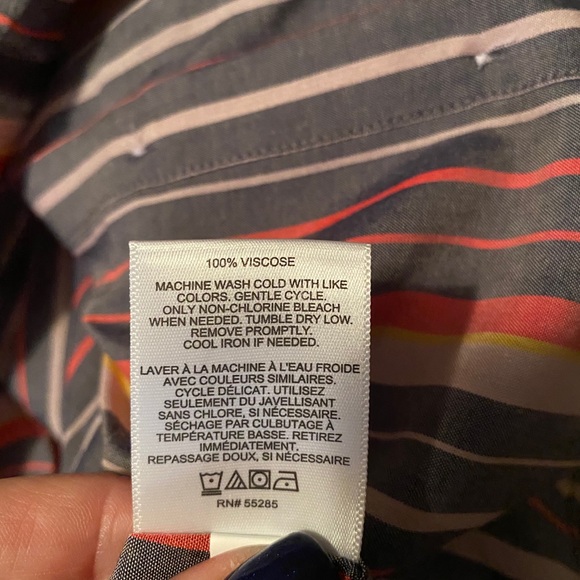 100% VISCOSE
MACHINE WASH COLD WITH LIKE
COLORS. GENTLE CYCLE.
ONLY NON-CHLORINE BLEACH
WHEN NEEDED. TUMBLE DRY LOW.
REMOVE PROMPTLY.
COOL IRON IF NEEDED.
LAVER À LA MACHINE À L'EAU FROIDE
AVEC COULEURS SIMILAIRES.
CYCLE DÉLICAT. UTILISEZ
SEULEMENT DU JAVELLISANT
SANS CHLORE, SI NÉCESSAIRE.
SÉCHAGE PAR CULBUTAGE À
TEMPÉRATURE BASSE. RETIREZ
IMMÉDIATEMENT.
REPASSAGE DOUX, SI NÉCESSAIRE
RN# 55285